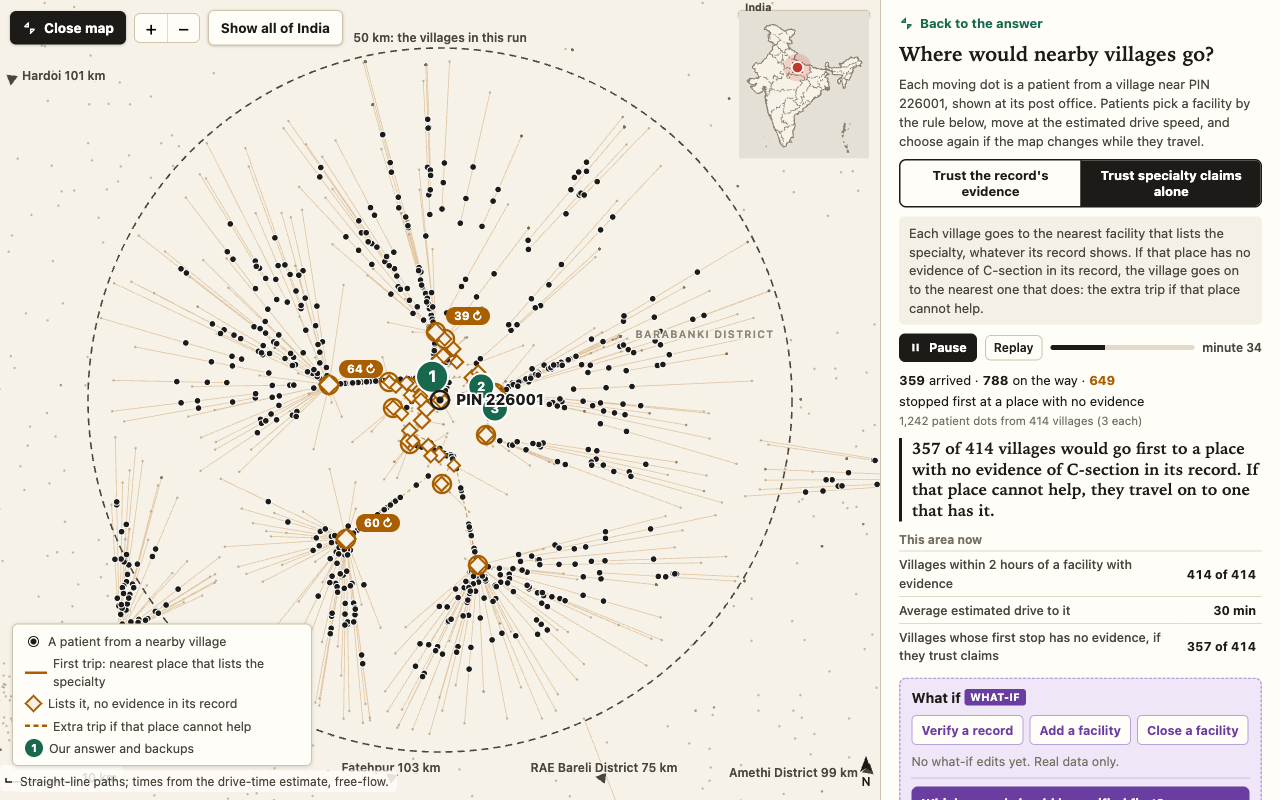 Close map
+
−
Show all of India
50 km: the villages in this run
India
Hardoi 101 km
39 ↻
BARABANKI DISTRICT
64 ↻
1
2
3
PIN 226001
60 ↻
A patient from a nearby village
First trip: nearest place that lists the
specialty
Lists it, no evidence in its record
Extra trip if that place cannot help
1 Our answer and backups
Straight-line paths; times from the drive-time estimate, free-flow.
Fatehpur 103 km
RAE Bareli District 75 km
Amethi District 99 km
N
Back to the answer
Where would nearby villages go?
Each moving dot is a patient from a village near PIN
226001, shown at its post office. Patients pick a facility by
the rule below, move at the estimated drive speed, and
choose again if the map changes while they travel.
Trust the record's
evidence
Trust specialty claims
alone
Each village goes to the nearest facility that lists the
specialty, whatever its record shows. If that place has no
evidence of C-section in its record, the village goes on
to the nearest one that does: the extra trip if that place
cannot help.
Pause
Replay
minute 34
359 arrived · 788 on the way · 649
stopped first at a place with no evidence
1,242 patient dots from 414 villages (3 each)
357 of 414 villages would go first to a place
with no evidence of C-section in its record. If
that place cannot help, they travel on to one
that has it.
This area now
Villages within 2 hours of a facility with
evidence
414 of 414
Average estimated drive to it
30 min
Villages whose first stop has no evidence, if
they trust claims
357 of 414
What if WHAT-IF
Verify a record
Add a facility
Close a facility
No what-if edits yet. Real data only.